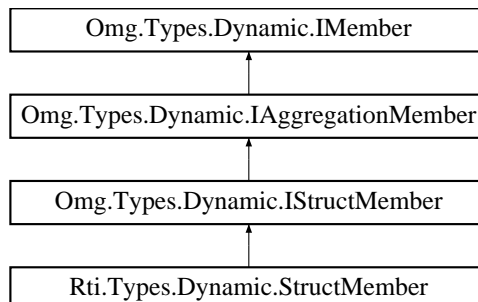 Omg.Types.Dynamic.IMember
Omg.Types.Dynamic.IAggregationMember
Omg.Types.Dynamic.IStructMember
Rti.Types.Dynamic.StructMember